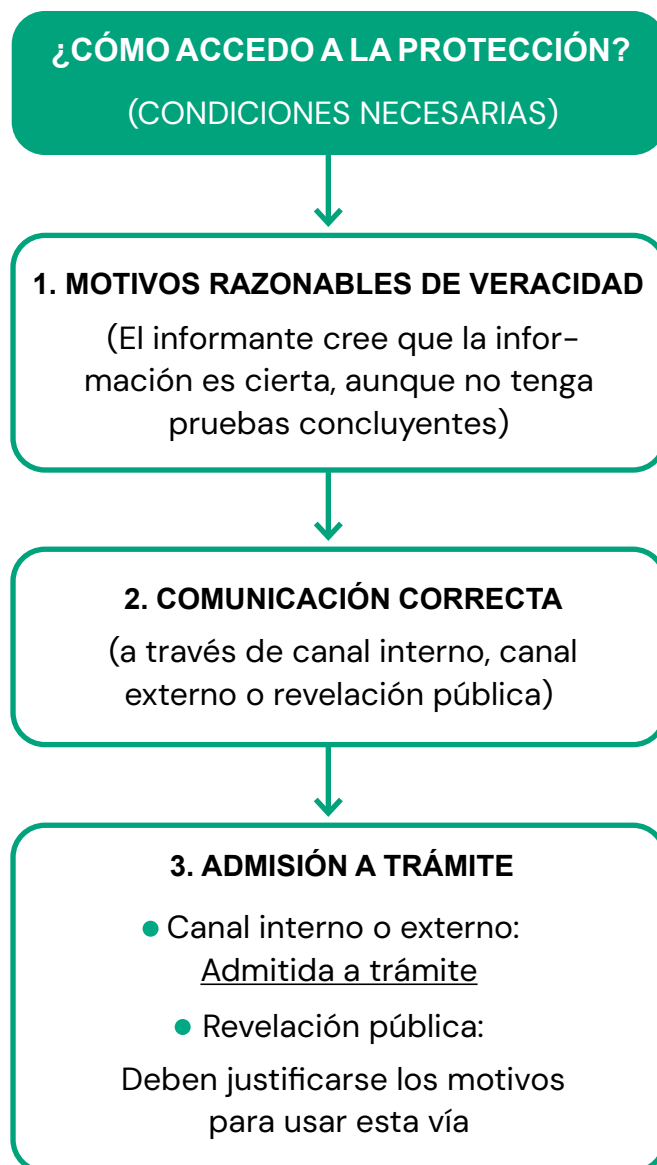 ¿CÓMO ACCEDO A LA PROTECCIÓN?
(CONDICIONES NECESARIAS)
1. MOTIVOS RAZONABLES DE VERACIDAD
(El informante cree que la infor-
mación es cierta, aunque no tenga
pruebas concluyentes)
2. COMUNICACIÓN CORRECTA
(a través de canal interno, canal
externo o revelación pública)
3. ADMISIÓN A TRÁMITE
● Canal interno o externo:
Admitida a trámite
● Revelación pública:
Deben justificarse los motivos
para usar esta vía